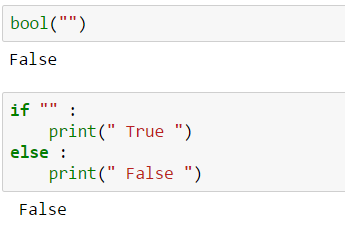 bool("")
False
if "" :
    print(" True ")
else :
    print(" False ")
 False